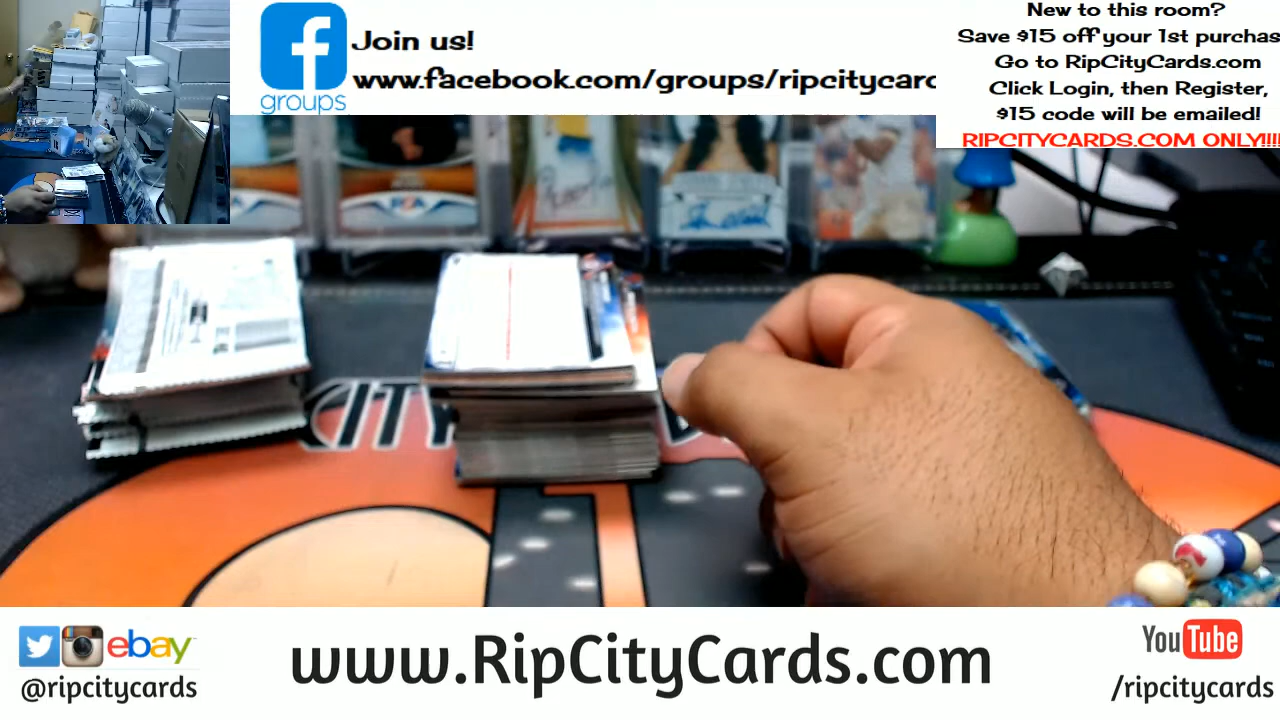 Join us!
www.facebook.com/groups/ripcitycarc
groups
New to this room?
Save $15 off your 1st purchas
Go to RipCityCards.com
Click Login, then Register,
$15 code will be emailed!
RIPCITYCARDS.COM ONLY!!!!
CITY
ebay
@ripcitycards
www.RipCityCards.com
YouTube
/ripcitycards